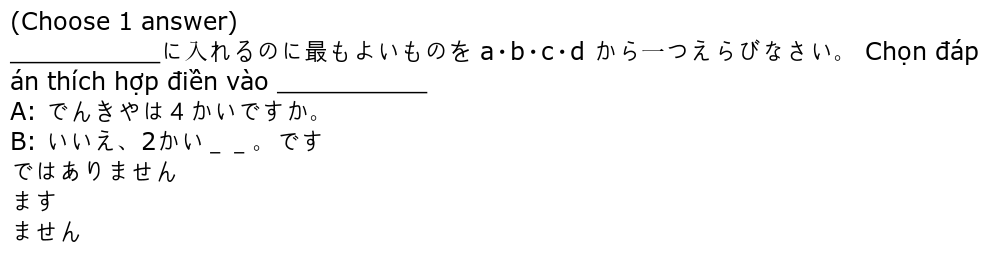 (Choose 1 answer)
____________に入れるのに最もよいものを a・b・c・d から一つえらびなさい。 Chọn đáp
án thích hợp điền vào ____________
A: でんきやは４かいですか。
B: いいえ、2かい _ _ 。です
ではありません
ます
ません